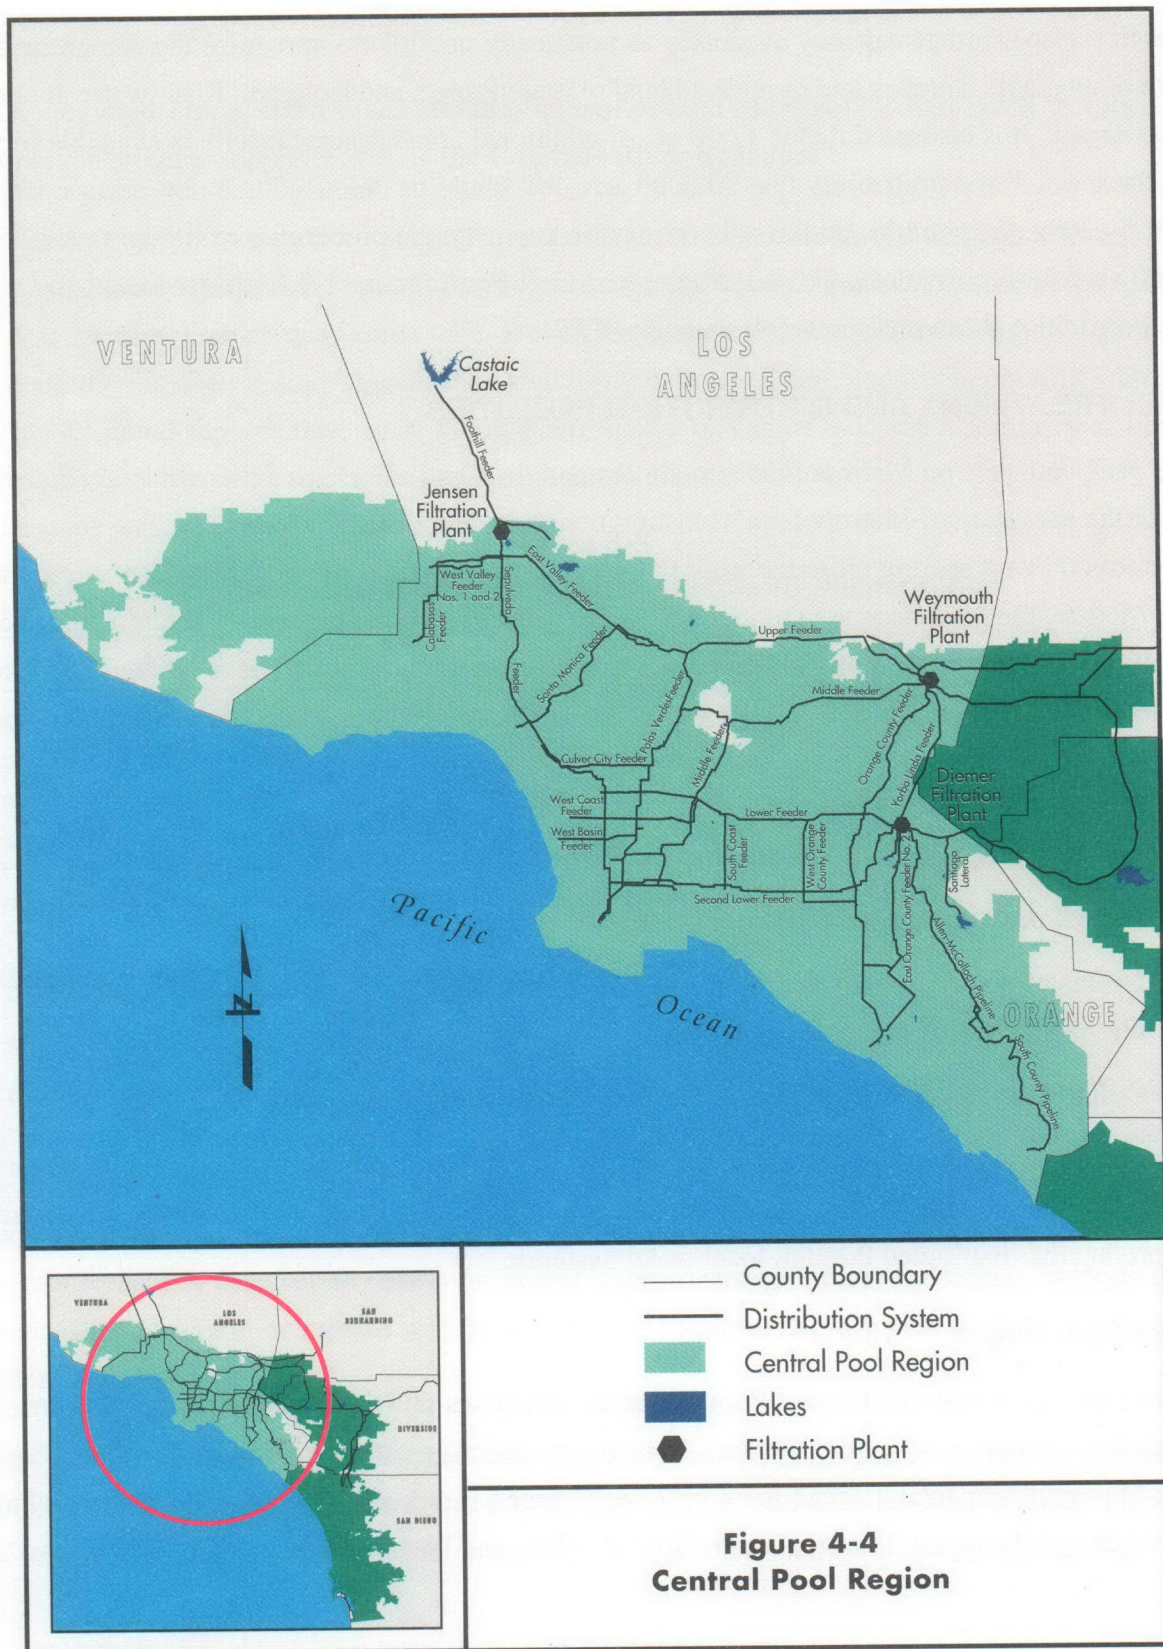 VENTURA
LOS
ANGELES
Castaic
Lake
Foothill Feeder
Jensen
Filtration
Plant
East Valley Feeder
West Valley
Feeder
Nos. 1 and 2
Sepulveda
Feeder
Calabasas
Feeder
Santa Monica Feeder
Weymouth
Filtration
Plant
Upper Feeder
Middle Feeder
Palos Verdes Feeder
Middle Feeder
Orange County Feeder
Yorba Linda Feeder
Culver City Feeder
Diemer
Filtration
Plant
West Coast
Feeder
Lower Feeder
West Basin
Feeder
South Coast
Feeder
West Orange
County Feeder
Santiago
Lateral
Second Lower Feeder
East Orange County Feeder No. 2
Allen-McColloch Pipeline
Pacific
Ocean
N
ORANGE
South County Pipeline
VENTURA
LOS
ANGELES
SAN
BERNARDINO
RIVERSIDE
SAN DIEGO
County Boundary
Distribution System
Central Pool Region
Lakes
Filtration Plant
Figure 4-4
Central Pool Region